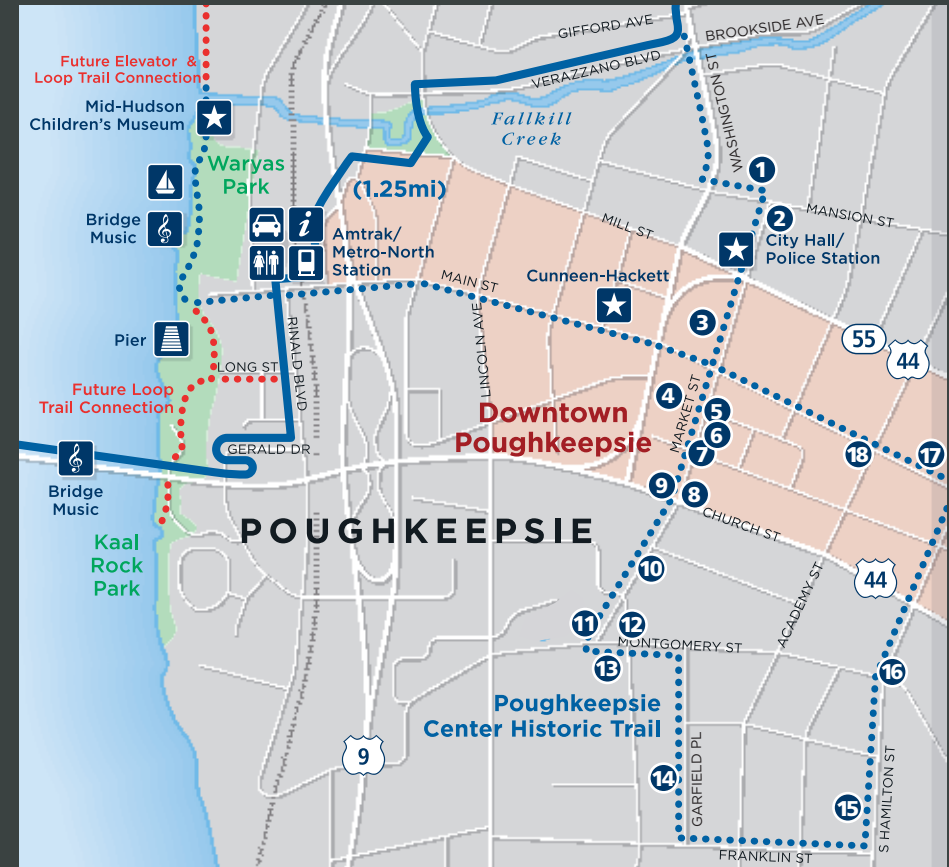 GIFFORD AVE
BROOKSIDE AVE
VERAZZANO BLVD
WASHINGTON ST
Future Elevator &
Loop Trail Connection
Mid-Hudson
Children's Museum
Fallkill
Creek
Waryas
Park
(1.25mi)
1
2
MANSION ST
MILL ST
Bridge
Music
i
Amtrak/
Metro-North
Station
City Hall/
Police Station
Cunneen-Hackett
MAIN ST
3
55
44
Pier
RINALD BLVD
LINCOLN AVE
LONG ST
Future Loop
Trail Connection
MARKET ST
4
5
6
7
Downtown
Poughkeepsie
18
17
GERALD DR
Bridge
Music
9
8
CHURCH ST
POUGHKEEPSIE
Kaal
Rock
Park
10
44
ACADEMY ST
11
12
MONTGOMERY ST
13
16
Poughkeepsie
Center Historic Trail
9
14
GARFIELD PL
15
S HAMILTON ST
FRANKLIN ST